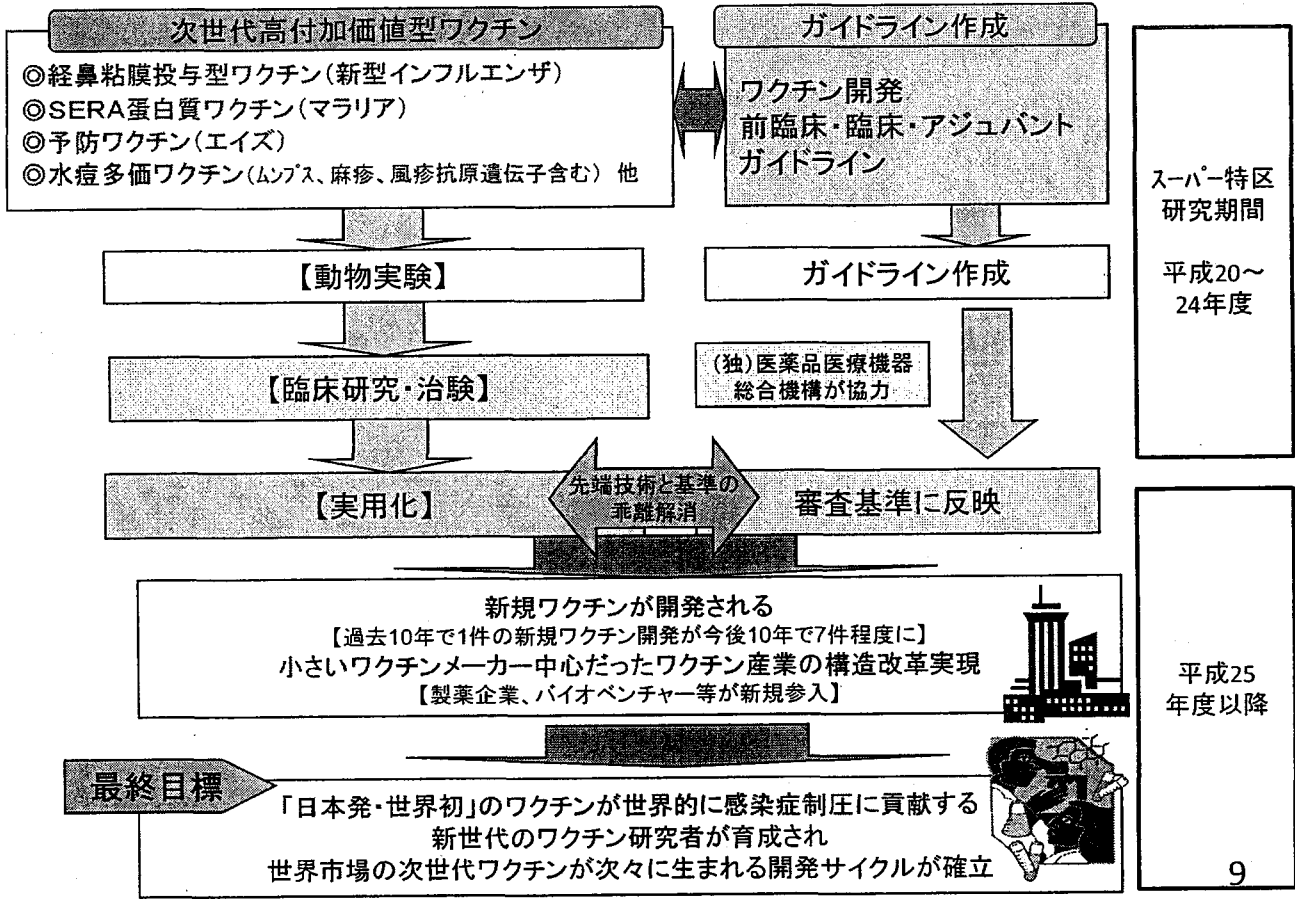 次世代高付加価値型ワクチン
◎経鼻粘膜投与型ワクチン(新型インフルエンザ)
◎SERA蛋白質ワクチン(マラリア)
◎予防ワクチン(エイズ)
◎水痘多価ワクチン(ムンプス、麻疹、風疹抗原遺伝子含む) 他
ガイドライン作成
ワクチン開発
前臨床・臨床・アジュバント
ガイドライン
【動物実験】
ガイドライン作成
【臨床研究・治験】
(独)医薬品医療機器
総合機構が協力
【実用化】
先端技術と基準の
乖離解消
審査基準に反映
スーパー特区
研究期間
平成20～
24年度
新規ワクチンが開発される
【過去10年で1件の新規ワクチン開発が今後10年で7件程度に】
小さいワクチンメーカー中心だったワクチン産業の構造改革実現
【製薬企業、バイオベンチャー等が新規参入】
平成25
年度以降
最終目標
「日本発・世界初」のワクチンが世界的に感染症制圧に貢献する
新世代のワクチン研究者が育成され
世界市場の次世代ワクチンが次々に生まれる開発サイクルが確立
9